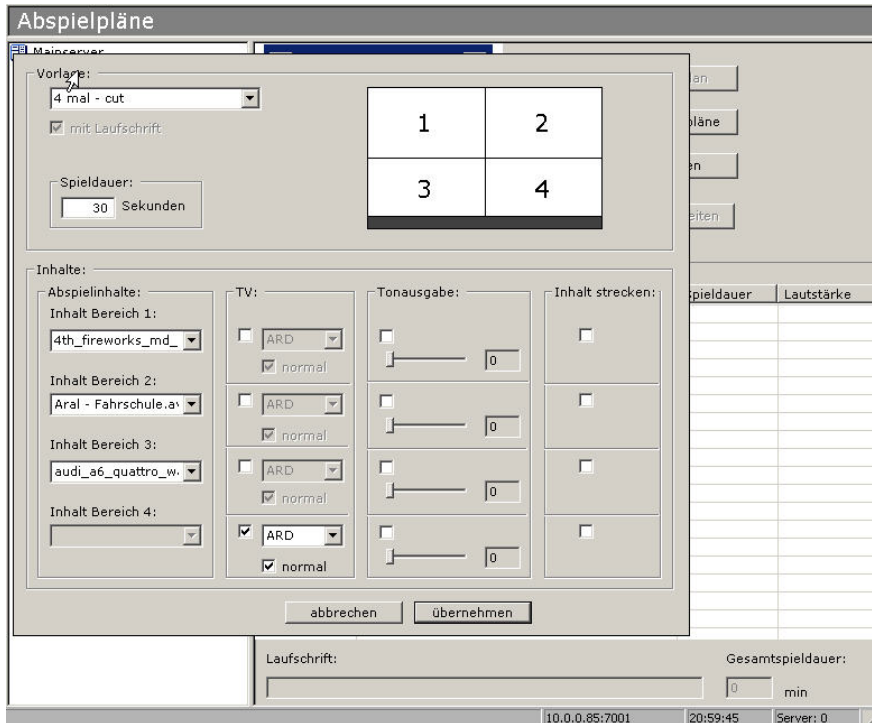 Abspielpläne
Mainserver
Vorlage:
4 mal - cut
mit Laufschrift
Spieldauer:
30 Sekunden
1 2
3 4
lan
pläne
en
eiten
Inhalte:
Abspielinhalte: TV: Tonausgabe: Inhalt strecken:
Spieldauer Lautstärke
Inhalt Bereich 1:
4th_fireworks_md_ ARD
normal 0
Inhalt Bereich 2:
Aral - Fahrschule.av ARD
normal 0
Inhalt Bereich 3:
audi_a6_quattro_w. ARD
normal 0
Inhalt Bereich 4:
ARD
normal 0
abbrechen übernehmen
Laufschrift: Gesamtspieldauer:
0 min
10.0.0.85:7001 20:59:45 Server: 0